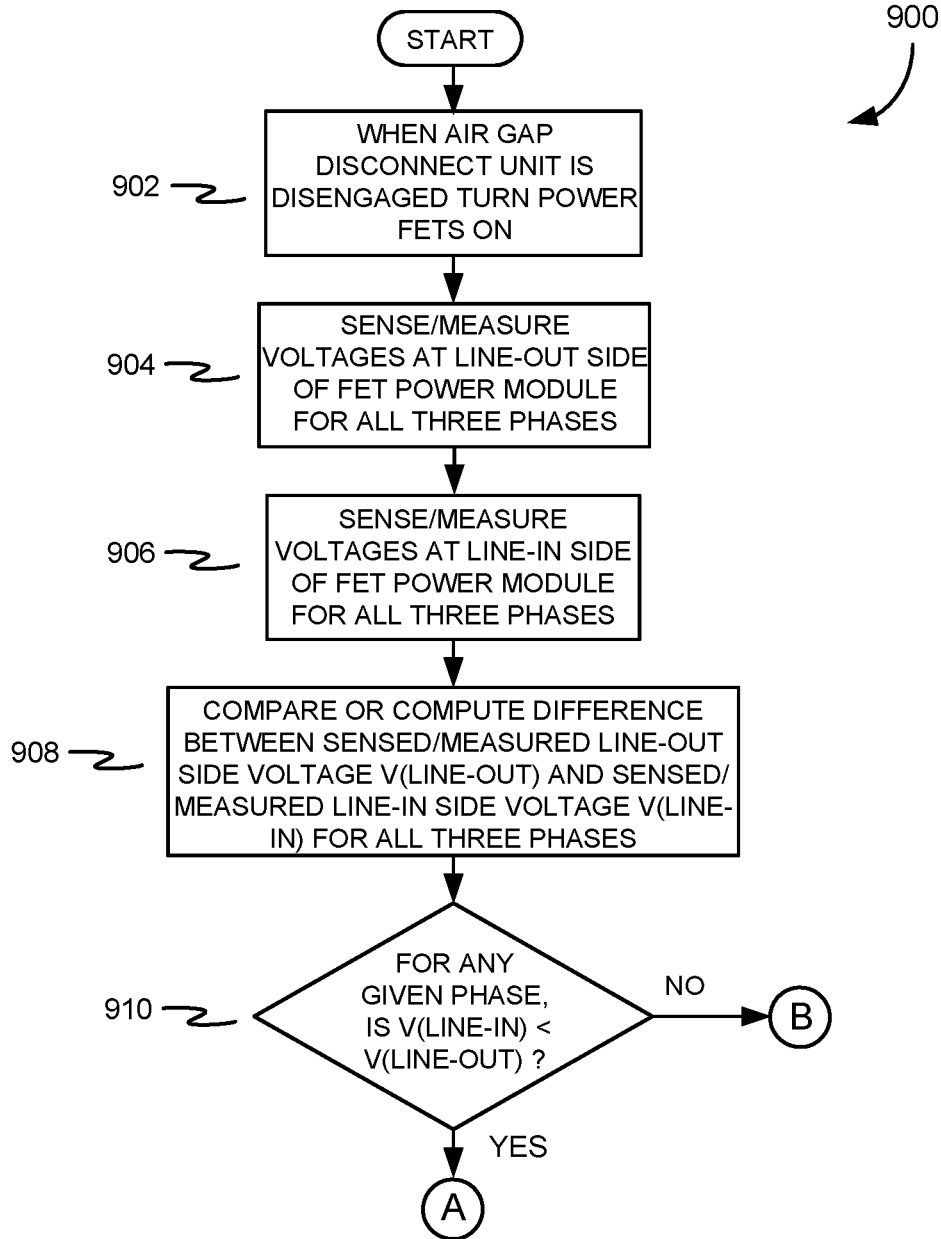 START
900
902
WHEN AIR GAP
DISCONNECT UNIT IS
DISENGAGED TURN POWER
FETS ON
904
SENSE/MEASURE
VOLTAGES AT LINE-OUT SIDE
OF FET POWER MODULE
FOR ALL THREE PHASES
906
SENSE/MEASURE
VOLTAGES AT LINE-IN SIDE
OF FET POWER MODULE
FOR ALL THREE PHASES
908
COMPARE OR COMPUTE DIFFERENCE
BETWEEN SENSED/MEASURED LINE-OUT
SIDE VOLTAGE V(LINE-OUT) AND SENSED/
MEASURED LINE-IN SIDE VOLTAGE V(LINE-
IN) FOR ALL THREE PHASES
910
FOR ANY
GIVEN PHASE,
IS V(LINE-IN) <
V(LINE-OUT) ?
NO
B
YES
A